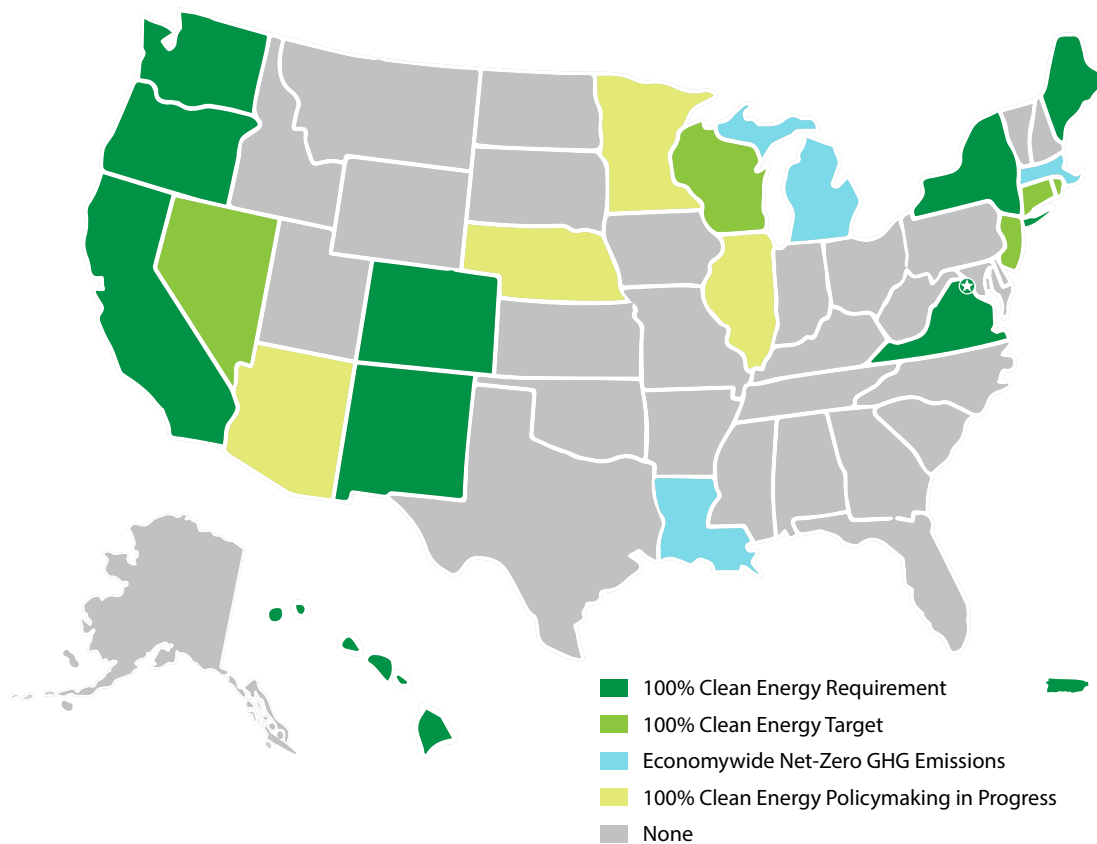 100% Clean Energy Requirement
100% Clean Energy Target
Economywide Net-Zero GHG Emissions
100% Clean Energy Policymaking in Progress
None